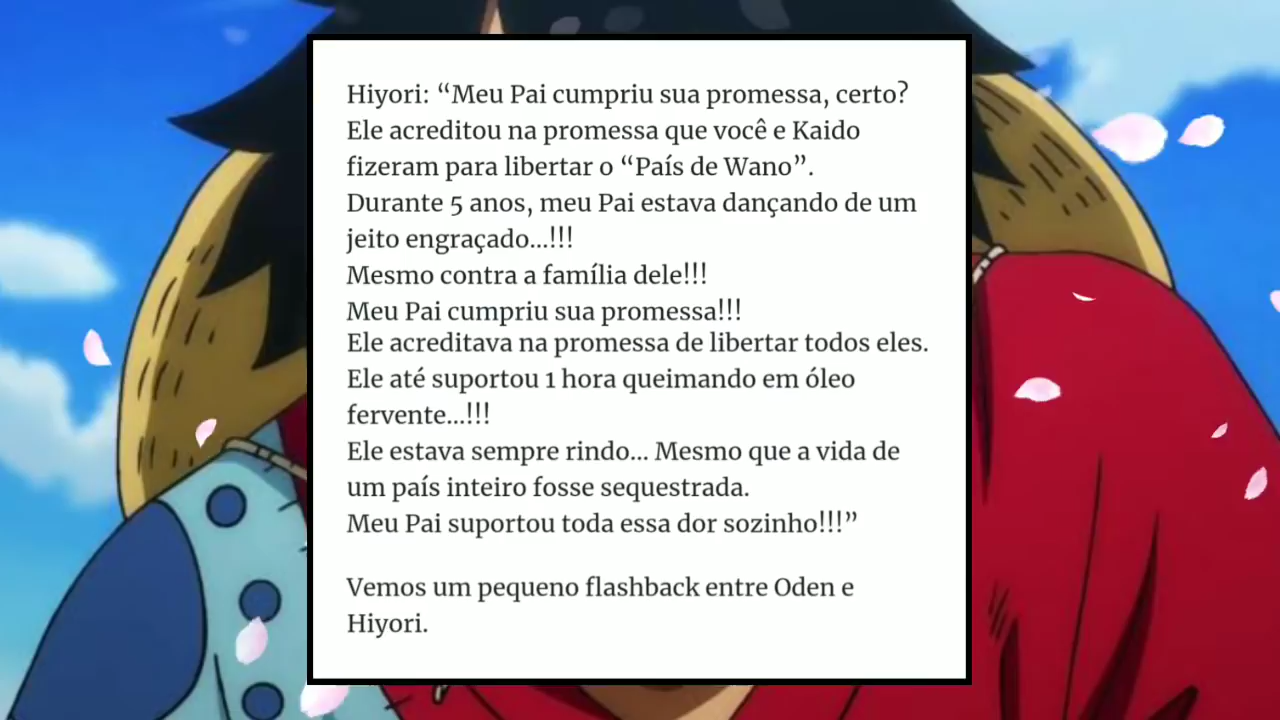 Hiyori: “Meu Pai cumpriu sua promessa, certo?
Ele acreditou na promessa que você e Kaido
fizeram para libertar o “País de Wano”.
Durante 5 anos, meu Pai estava dançando de um
jeito engraçado...!!!
Mesmo contra a família dele!!!
Meu Pai cumpriu sua promessa!!!
Ele acreditava na promessa de libertar todos eles.
Ele até suportou 1 hora queimando em óleo
fervente...!!!
Ele estava sempre rindo... Mesmo que a vida de
um país inteiro fosse sequestrada.
Meu Pai suportou toda essa dor sozinho!!!”
Vemos um pequeno flashback entre Oden e
Hiyori.